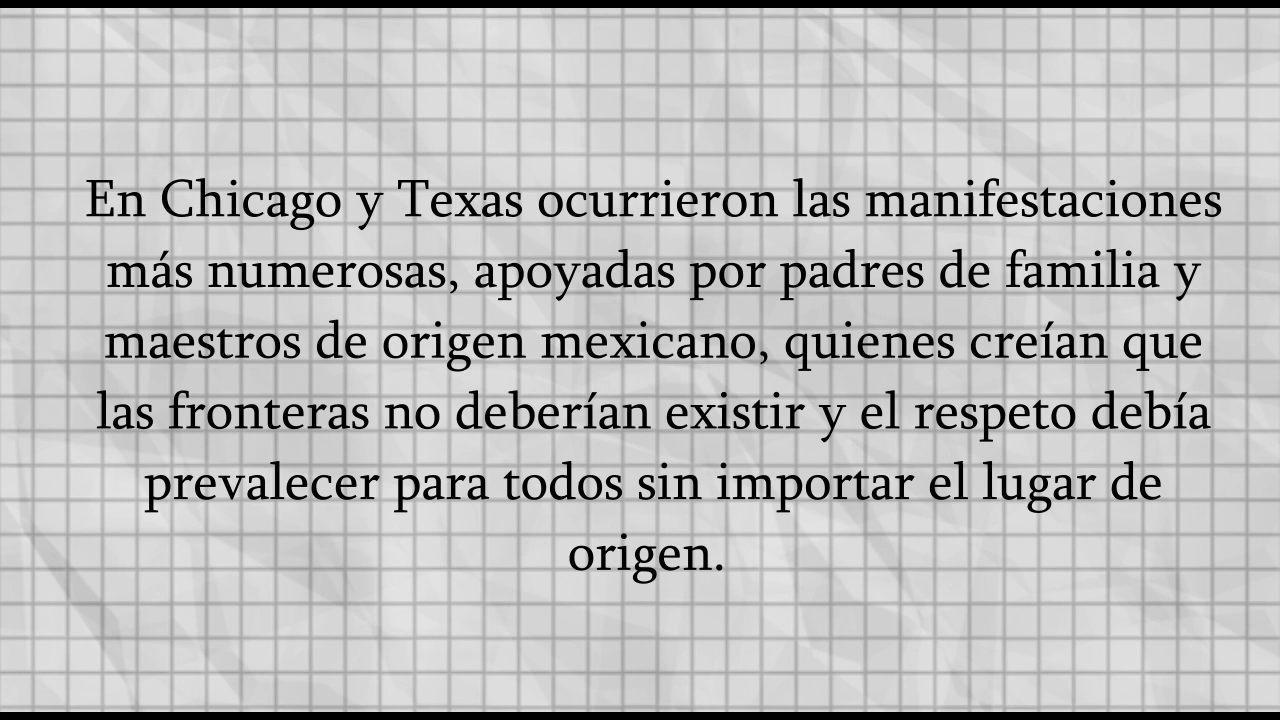 En Chicago y Texas ocurrieron las manifestaciones
más numerosas, apoyadas por padres de familia y
maestros de origen mexicano, quienes creían que
las fronteras no deberían existir y el respeto debía
prevalecer para todos sin importar el lugar de
origen.